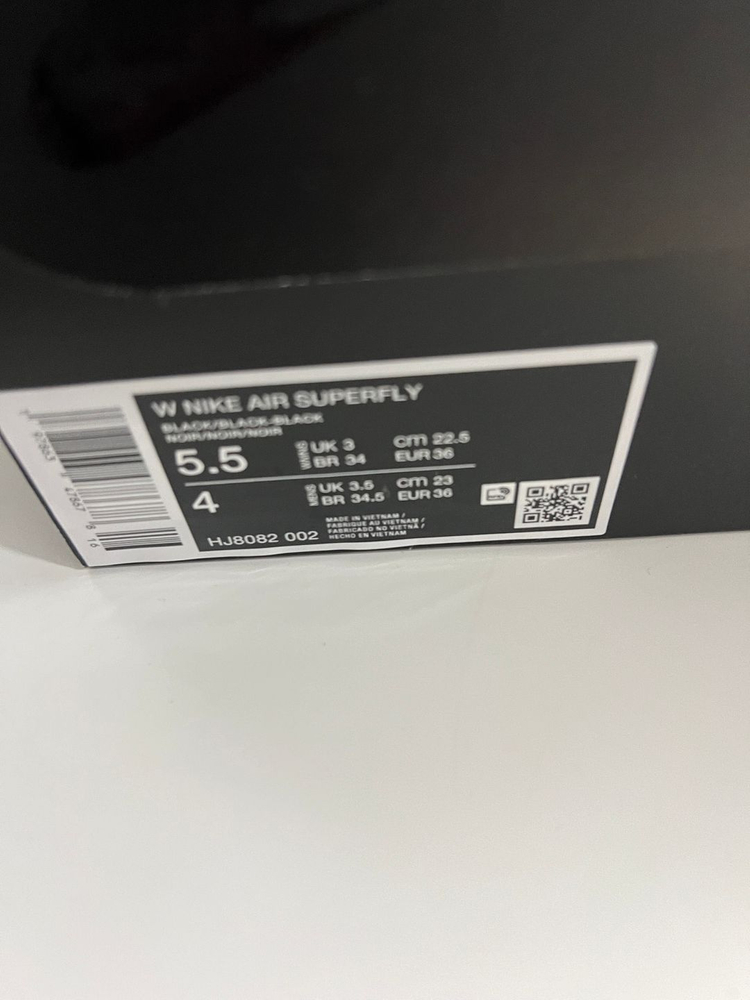 W NIKE AIR SUPERFLY
BLACK/BLACK-BLACK
NOIR/NOIR/NOIR
5.5 WMNS UK 3 cm 22.5
BR 34 EUR 36
4 MENS UK 3.5 cm 23
BR 34.5 EUR 36
MADE IN VIETNAM /
FABRIQUE AU VIETNAM /
FABRICADO NO VIETNÃ /
HECHO EN VIETNAM
HJ8082 002